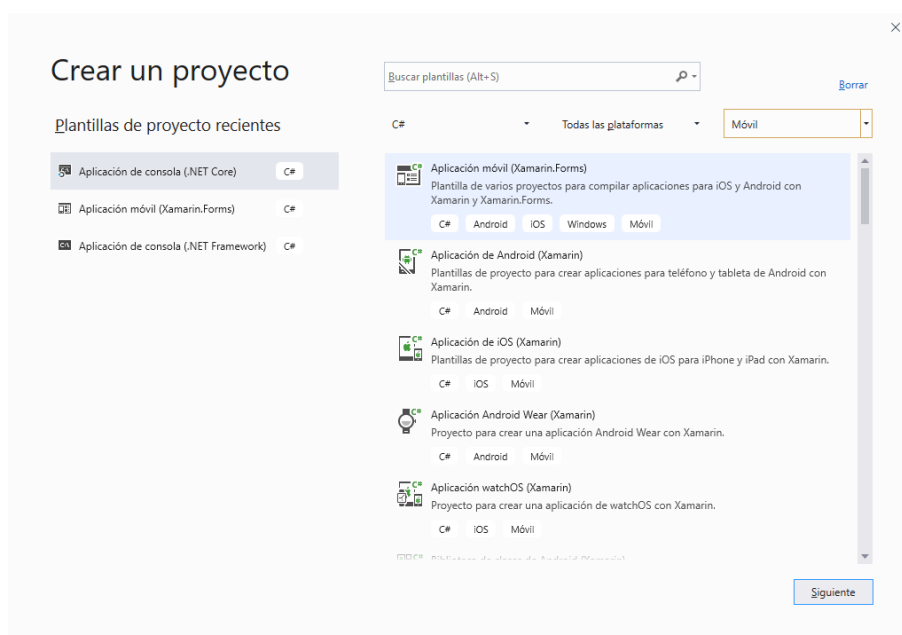 Crear un proyecto
Buscar plantillas (Alt+S)
Borrar
Plantillas de proyecto recientes
C#
Todas las plataformas
Móvil
Aplicación de consola (.NET Core)
C#
Aplicación móvil (Xamarin.Forms)
C#
Aplicación de consola (.NET Framework)
C#
Aplicación móvil (Xamarin.Forms)
Plantilla de varios proyectos para compilar aplicaciones para iOS y Android con
Xamarin y Xamarin.Forms.
C# Android iOS Windows Móvil
Aplicación de Android (Xamarin)
Plantillas de proyecto para crear aplicaciones para teléfono y tableta de Android con
Xamarin.
C# Android Móvil
Aplicación de iOS (Xamarin)
Plantillas de proyecto para crear aplicaciones de iOS para iPhone y iPad con Xamarin.
C# iOS Móvil
Aplicación Android Wear (Xamarin)
Proyecto para crear una aplicación Android Wear con Xamarin.
C# Android Móvil
Aplicación watchOS (Xamarin)
Proyecto para crear una aplicación de watchOS con Xamarin.
C# iOS Móvil
Biblioteca de clases de Android (Xamarin)
Siguiente